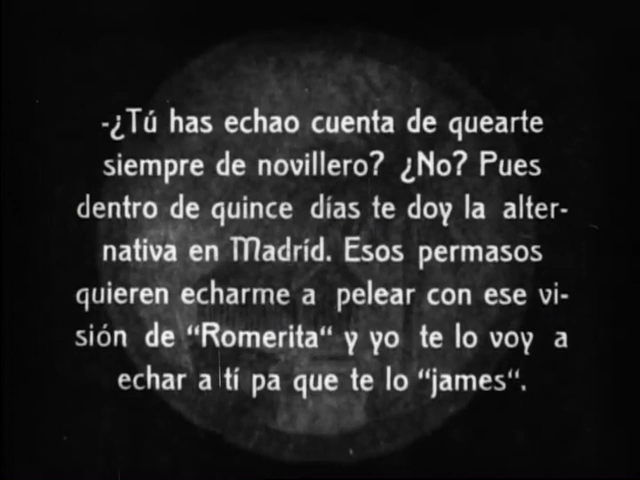 -¿Tú has echao cuenta de quearte
siempre de novillero? ¿No? Pues
dentro de quince días te doy la alter-
nativa en Madríd. Esos permasos
quieren echarme a pelear con ese vi-
sión de “Romerita“ y yo te lo voy a
echar a tí pa que te lo “james“.